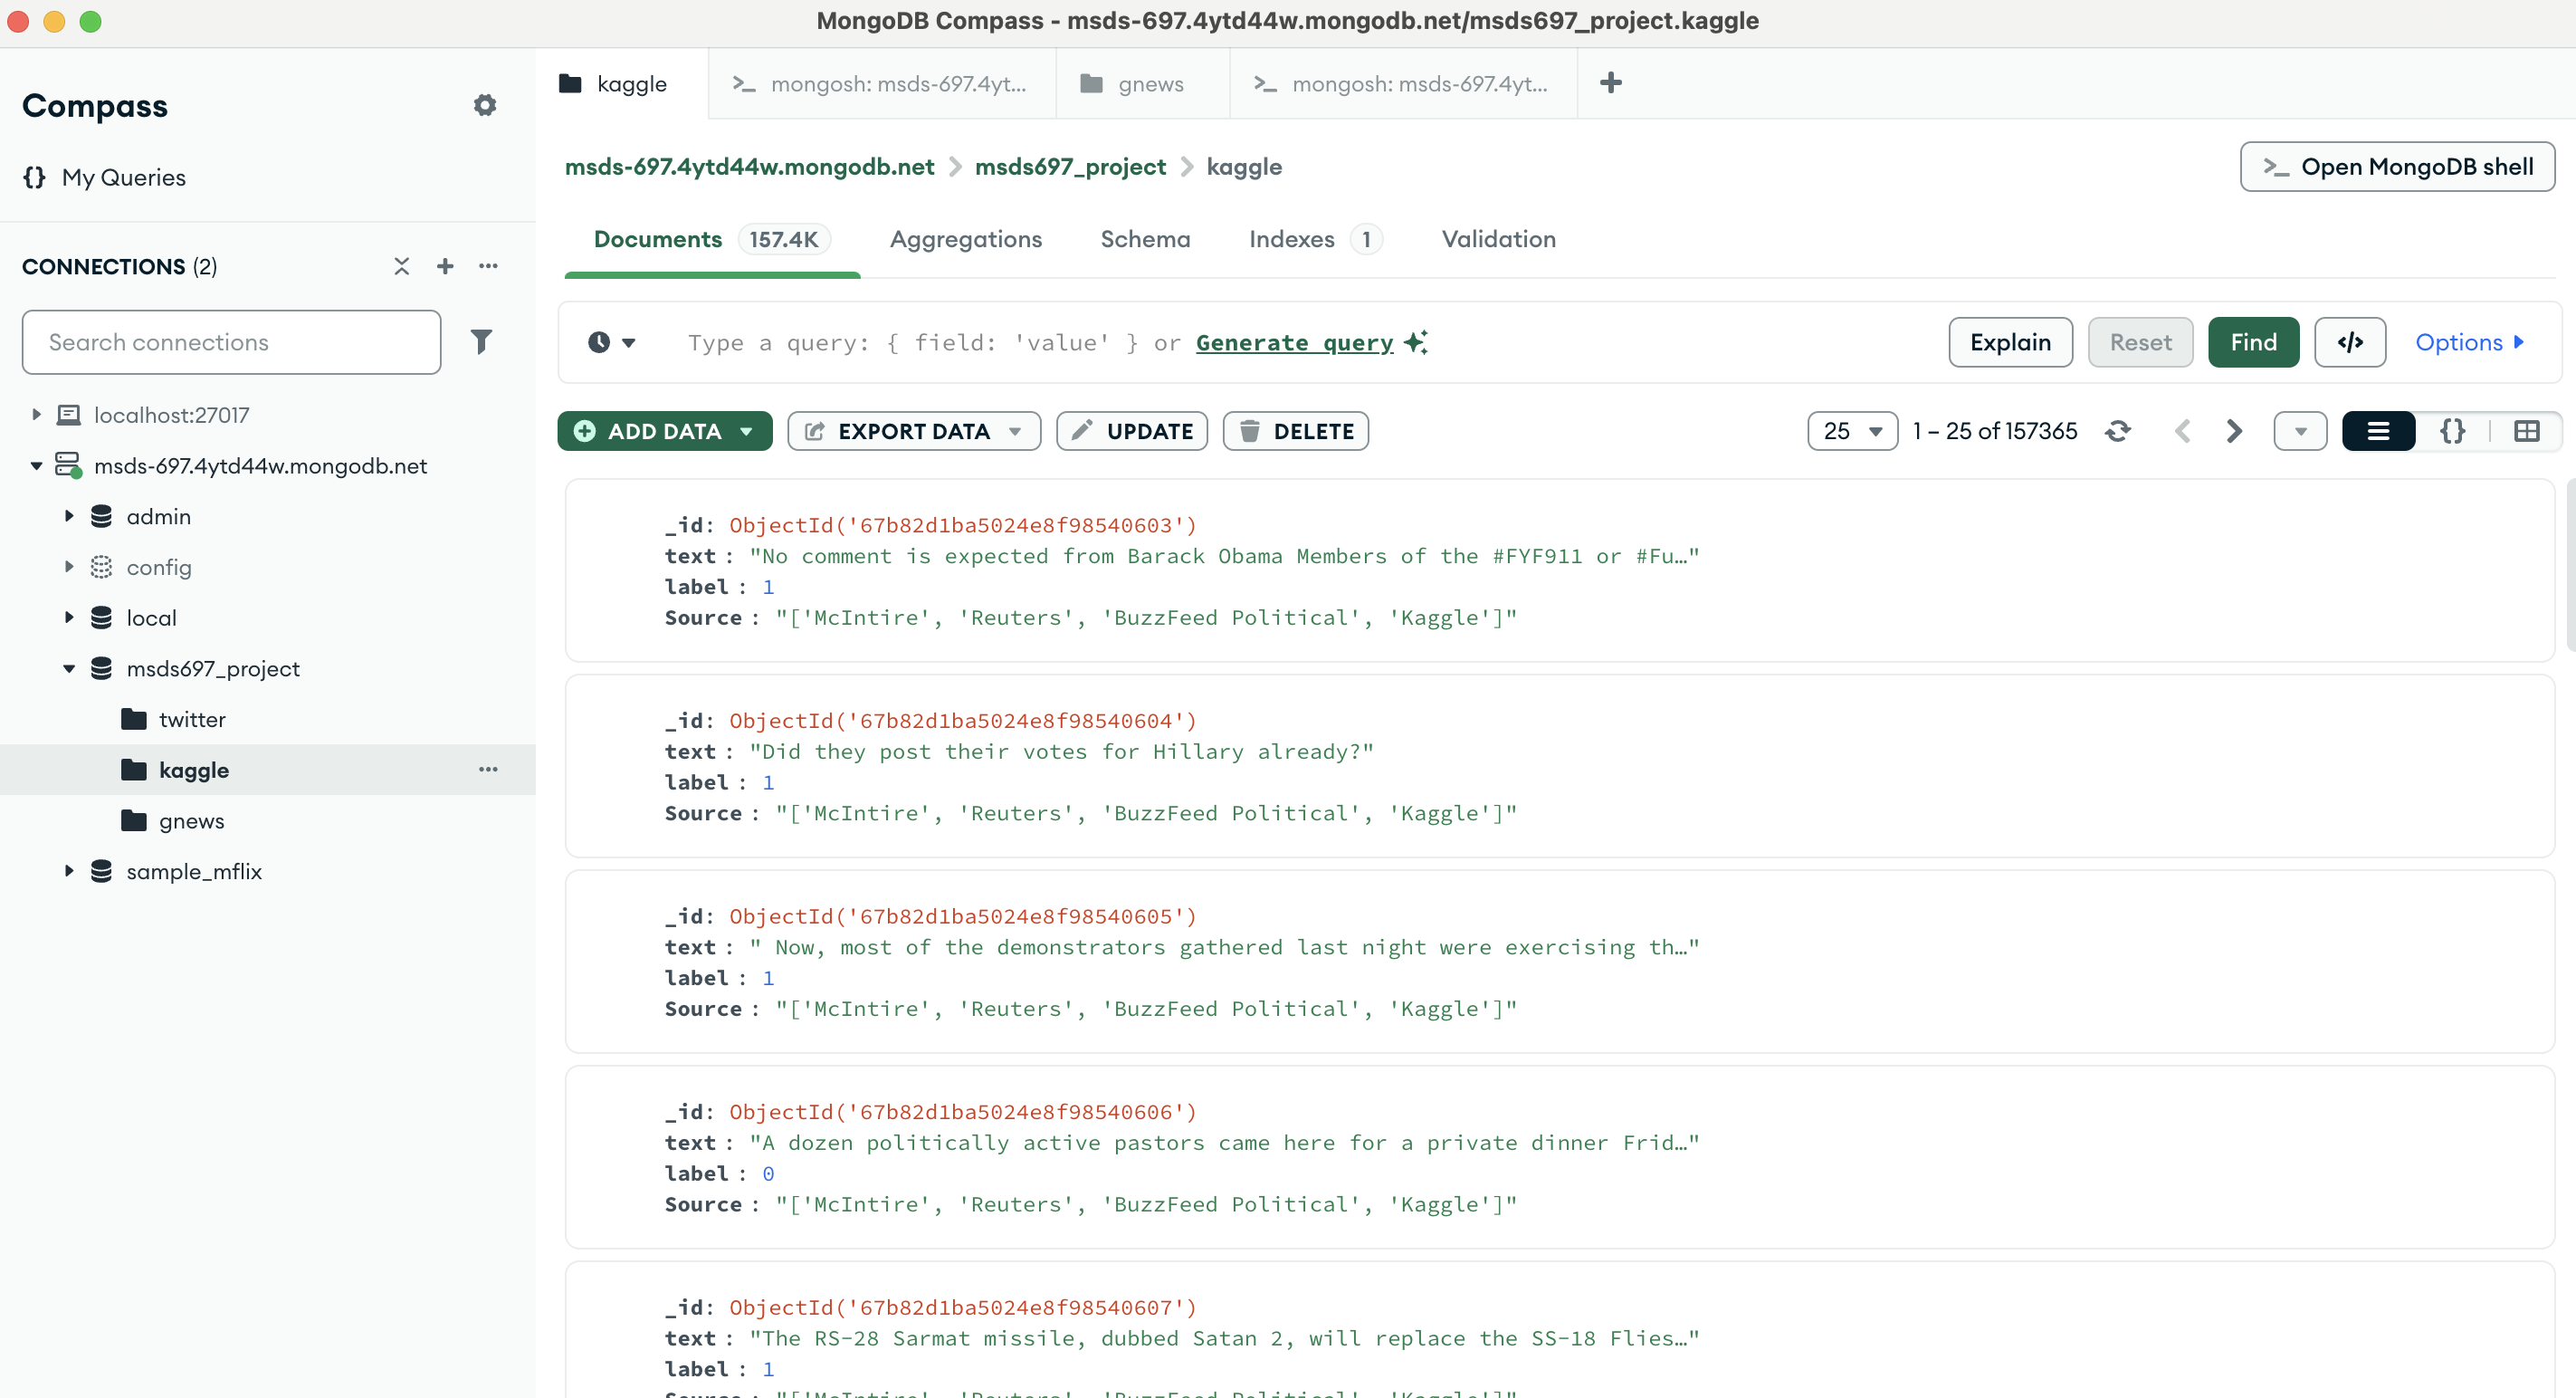 MongoDB Compass - msds-697.4ytd44w.mongodb.net/msds697_project.kaggle
Compass
{} My Queries
CONNECTIONS (2)
Search connections
localhost:27017
msds-697.4ytd44w.mongodb.net
admin
config
local
msds697_project
twitter
kaggle
gnews
sample_mflix
kaggle
mongosh: msds-697.4yt...
gnews
mongosh: msds-697.4yt...
msds-697.4ytd44w.mongodb.net > msds697_project > kaggle
>_ Open MongoDB shell
Documents 157.4K Aggregations Schema Indexes 1 Validation
Type a query: { field: 'value' } or Generate query
Explain Reset Find </> Options
ADD DATA EXPORT DATA UPDATE DELETE
25 1 – 25 of 157365
_id: ObjectId('67b82d1ba5024e8f98540603')
text : "No comment is expected from Barack Obama Members of the #FYF911 or #Fu…"
label : 1
Source : "['McIntire', 'Reuters', 'BuzzFeed Political', 'Kaggle']"
_id: ObjectId('67b82d1ba5024e8f98540604')
text : "Did they post their votes for Hillary already?"
label : 1
Source : "['McIntire', 'Reuters', 'BuzzFeed Political', 'Kaggle']"
_id: ObjectId('67b82d1ba5024e8f98540605')
text : " Now, most of the demonstrators gathered last night were exercising th…"
label : 1
Source : "['McIntire', 'Reuters', 'BuzzFeed Political', 'Kaggle']"
_id: ObjectId('67b82d1ba5024e8f98540606')
text : "A dozen politically active pastors came here for a private dinner Frid…"
label : 0
Source : "['McIntire', 'Reuters', 'BuzzFeed Political', 'Kaggle']"
_id: ObjectId('67b82d1ba5024e8f98540607')
text : "The RS-28 Sarmat missile, dubbed Satan 2, will replace the SS-18 Flies…"
label : 1
Source : "['McIntire', 'Reuters', 'BuzzFeed Political', 'Kaggle']"